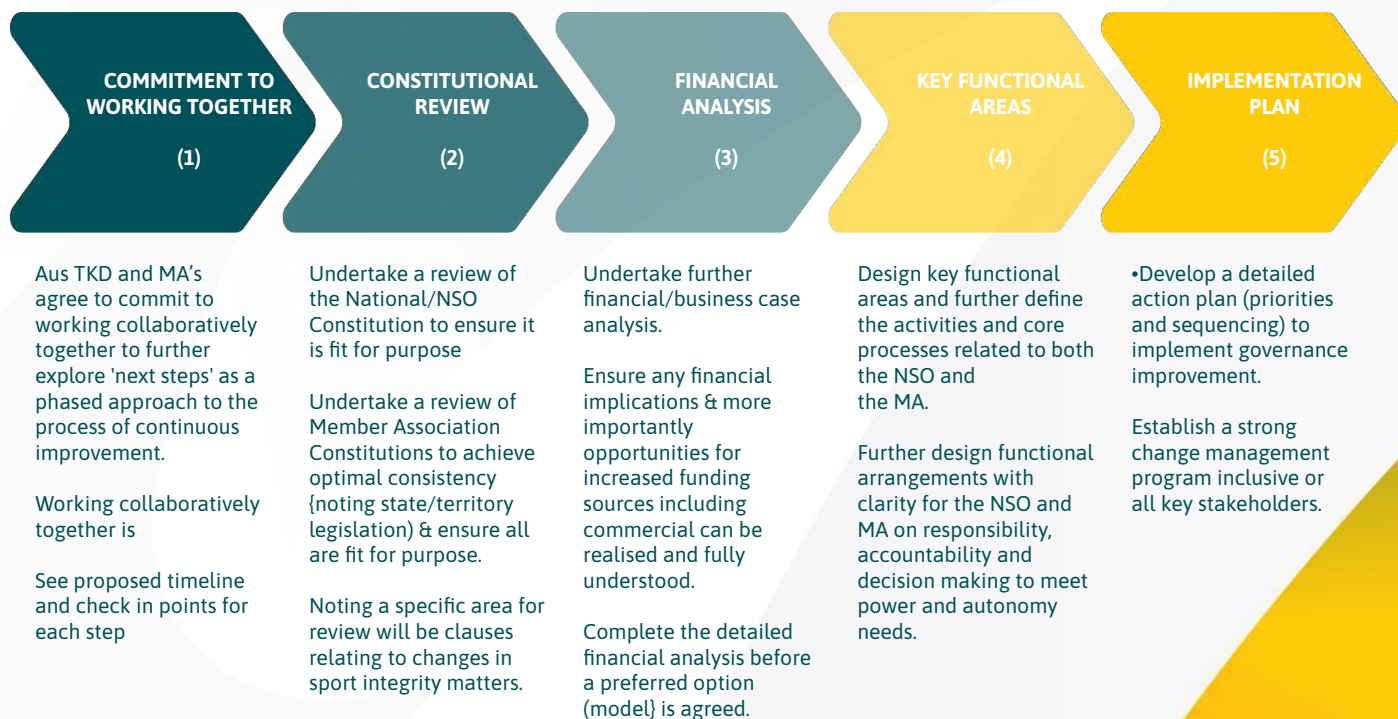 COMMITMENT TO
WORKING TOGETHER
(1)
CONSTITUTIONAL
REVIEW
(2)
FINANCIAL
ANALYSIS
(3)
KEY FUNCTIONAL
AREAS
(4)
IMPLEMENTATION
PLAN
(5)
Aus TKD and MA’s
agree to commit to
working collaboratively
together to further
explore 'next steps' as a
phased approach to the
process of continuous
improvement.
Working collaboratively
together is
See proposed timeline
and check in points for
each step
Undertake a review of
the National/NSO
Constitution to ensure it
is fit for purpose
Undertake a review of
Member Association
Constitutions to achieve
optimal consistency
{noting state/territory
legislation) & ensure all
are fit for purpose.
Noting a specific area for
review will be clauses
relating to changes in
sport integrity matters.
Undertake further
financial/business case
analysis.
Ensure any financial
implications & more
importantly
opportunities for
increased funding
sources including
commercial can be
realised and fully
understood.
Complete the detailed
financial analysis before
a preferred option
(model} is agreed.
Design key functional
areas and further define
the activities and core
processes related to both
the NSO and
the MA.
Further design functional
arrangements with
clarity for the NSO and
MA on responsibility,
accountability and
decision making to meet
power and autonomy
needs.
•Develop a detailed
action plan (priorities
and sequencing) to
implement governance
improvement.
Establish a strong
change management
program inclusive or
all key stakeholders.